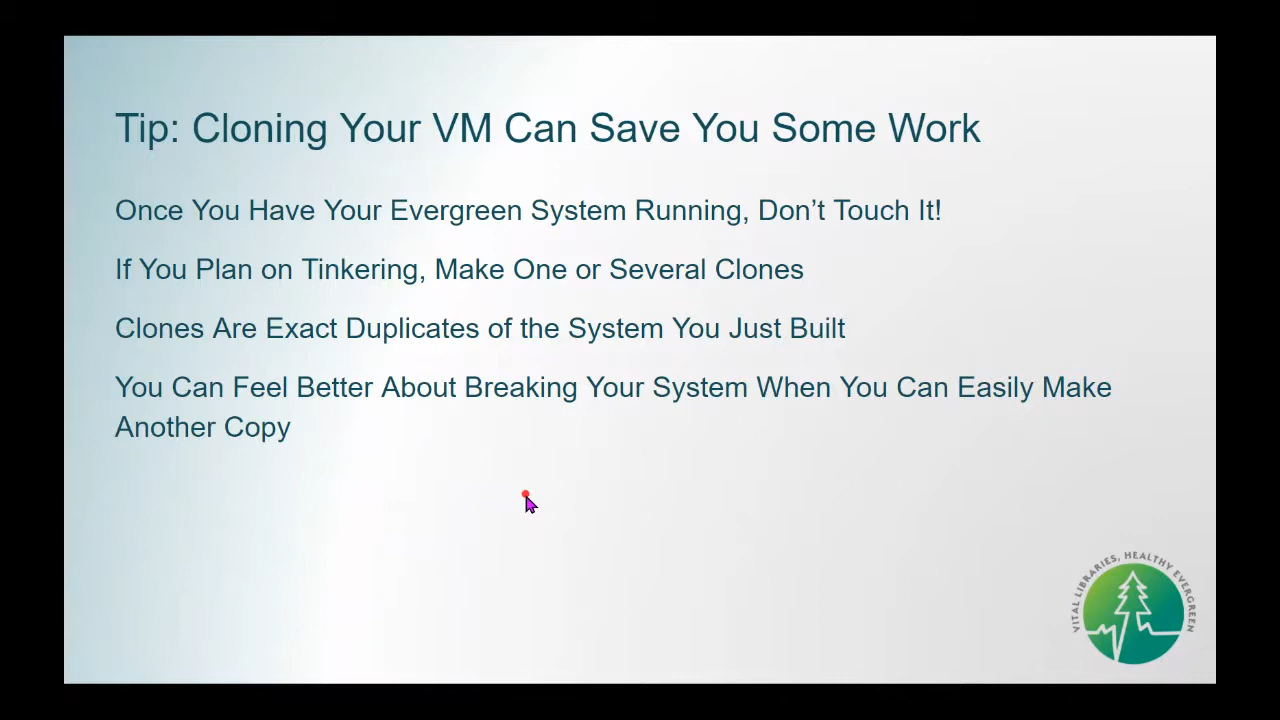 Tip: Cloning Your VM Can Save You Some Work
Once You Have Your Evergreen System Running, Don’t Touch It!
If You Plan on Tinkering, Make One or Several Clones
Clones Are Exact Duplicates of the System You Just Built
You Can Feel Better About Breaking Your System When You Can Easily Make
Another Copy
VITAL LIBRARIES, HEALTHY EVERGREEN